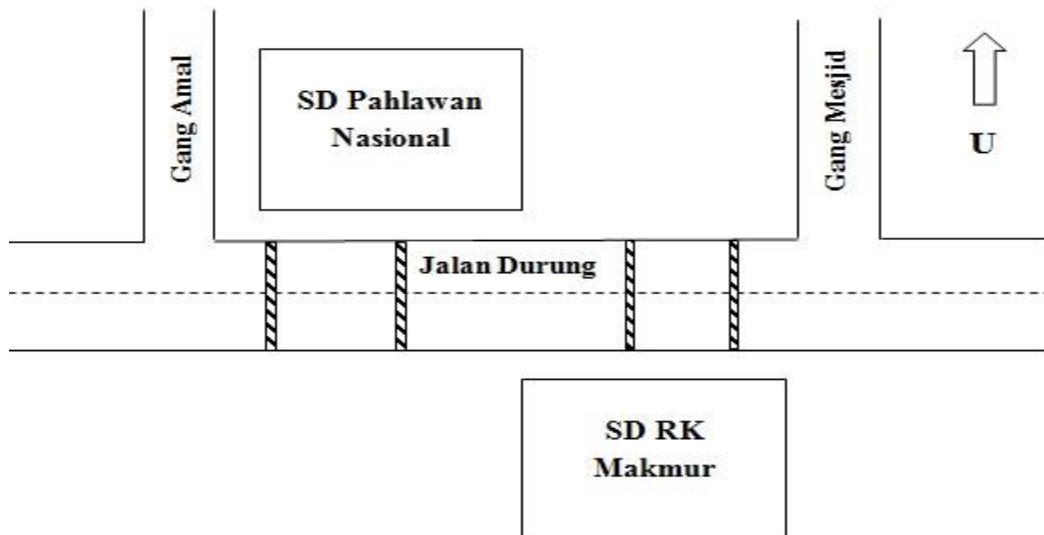 Gang Amal
SD Pahlawan
Nasional
Gang Mesjid
U
Jalan Durung
SD RK
Makmur